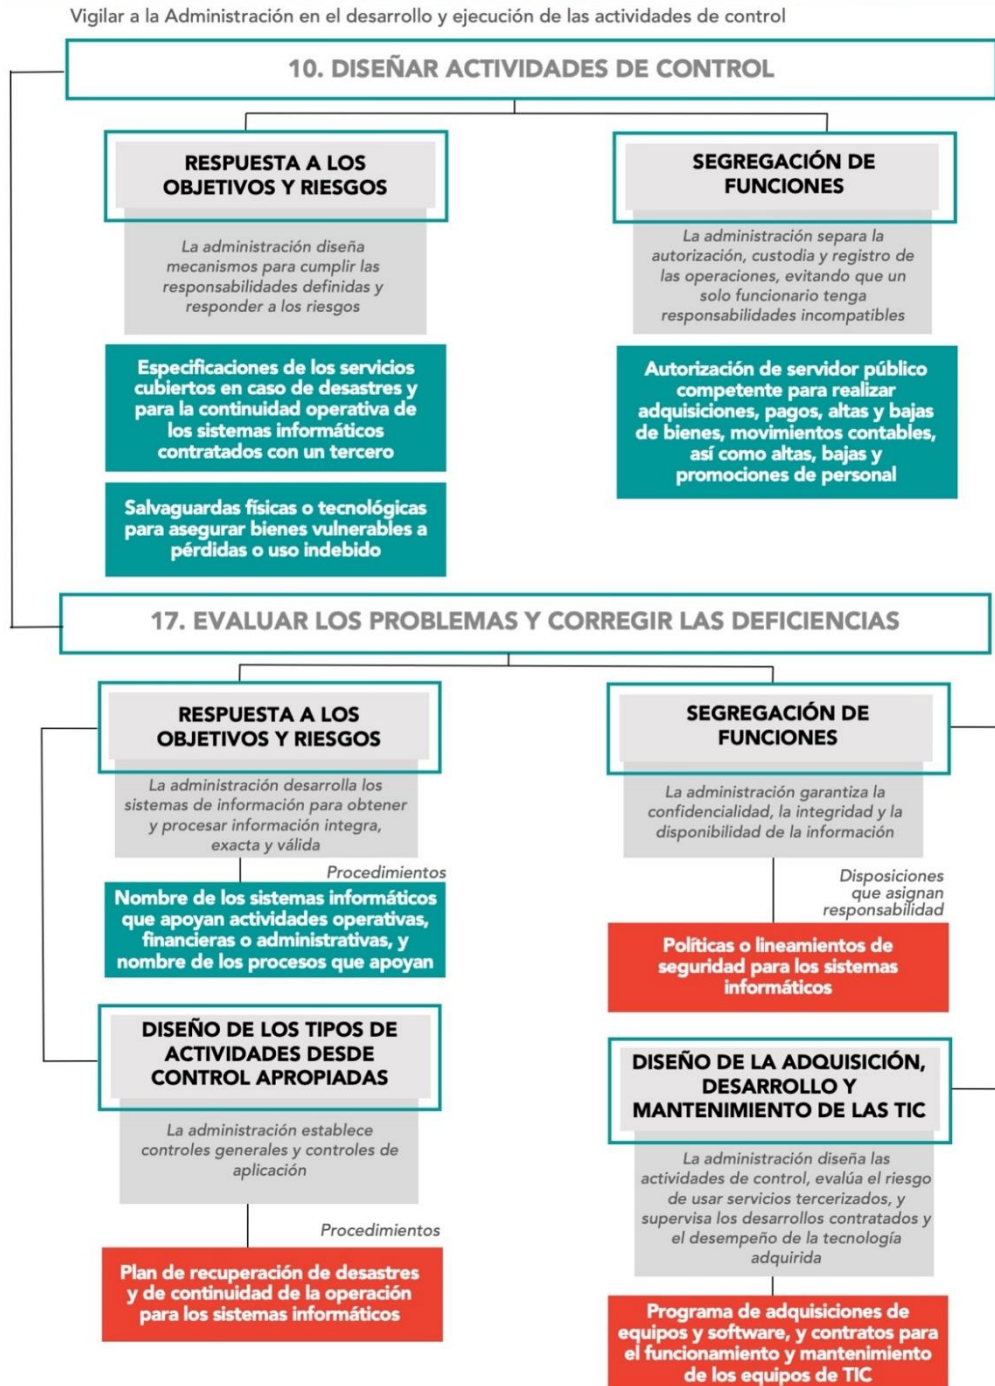 Vigilar a la Administración en el desarrollo y ejecución de las actividades de control
10. DISEÑAR ACTIVIDADES DE CONTROL
RESPUESTA A LOS
OBJETIVOS Y RIESGOS
La administración diseña
mecanismos para cumplir las
responsabilidades definidas y
responder a los riesgos
Especificaciones de los servicios
cubiertos en caso de desastres y
para la continuidad operativa de
los sistemas informáticos
contratados con un tercero
Salvaguardas físicas o tecnológicas
para asegurar bienes vulnerables a
pérdidas o uso indebido
SEGREGACIÓN DE
FUNCIONES
La administración separa la
autorización, custodia y registro de
las operaciones, evitando que un
solo funcionario tenga
responsabilidades incompatibles
Autorización de servidor público
competente para realizar
adquisiciones, pagos, altas y bajas
de bienes, movimientos contables,
así como altas, bajas y
promociones de personal
17. EVALUAR LOS PROBLEMAS Y CORREGIR LAS DEFICIENCIAS
RESPUESTA A LOS
OBJETIVOS Y RIESGOS
La administración desarrolla los
sistemas de información para obtener
y procesar información integra,
exacta y válida
Procedimientos
Nombre de los sistemas informáticos
que apoyan actividades operativas,
financieras o administrativas, y
nombre de los procesos que apoyan
DISEÑO DE LOS TIPOS DE
ACTIVIDADES DESDE
CONTROL APROPIADAS
La administración establece
controles generales y controles de
aplicación
Procedimientos
Plan de recuperación de desastres
y de continuidad de la operación
para los sistemas informáticos
SEGREGACIÓN DE
FUNCIONES
La administración garantiza la
confidencialidad, la integridad y la
disponibilidad de la información
Disposiciones
que asignan
responsabilidad
Políticas o lineamientos de
seguridad para los sistemas
informáticos
DISEÑO DE LA ADQUISICIÓN,
DESARROLLO Y
MANTENIMIENTO DE LAS TIC
La administración diseña las
actividades de control, evalúa el riesgo
de usar servicios tercerizados, y
supervisa los desarrollos contratados y
el desempeño de la tecnología
adquirida
Programa de adquisiciones de
equipos y software, y contratos para
el funcionamiento y mantenimiento
de los equipos de TIC